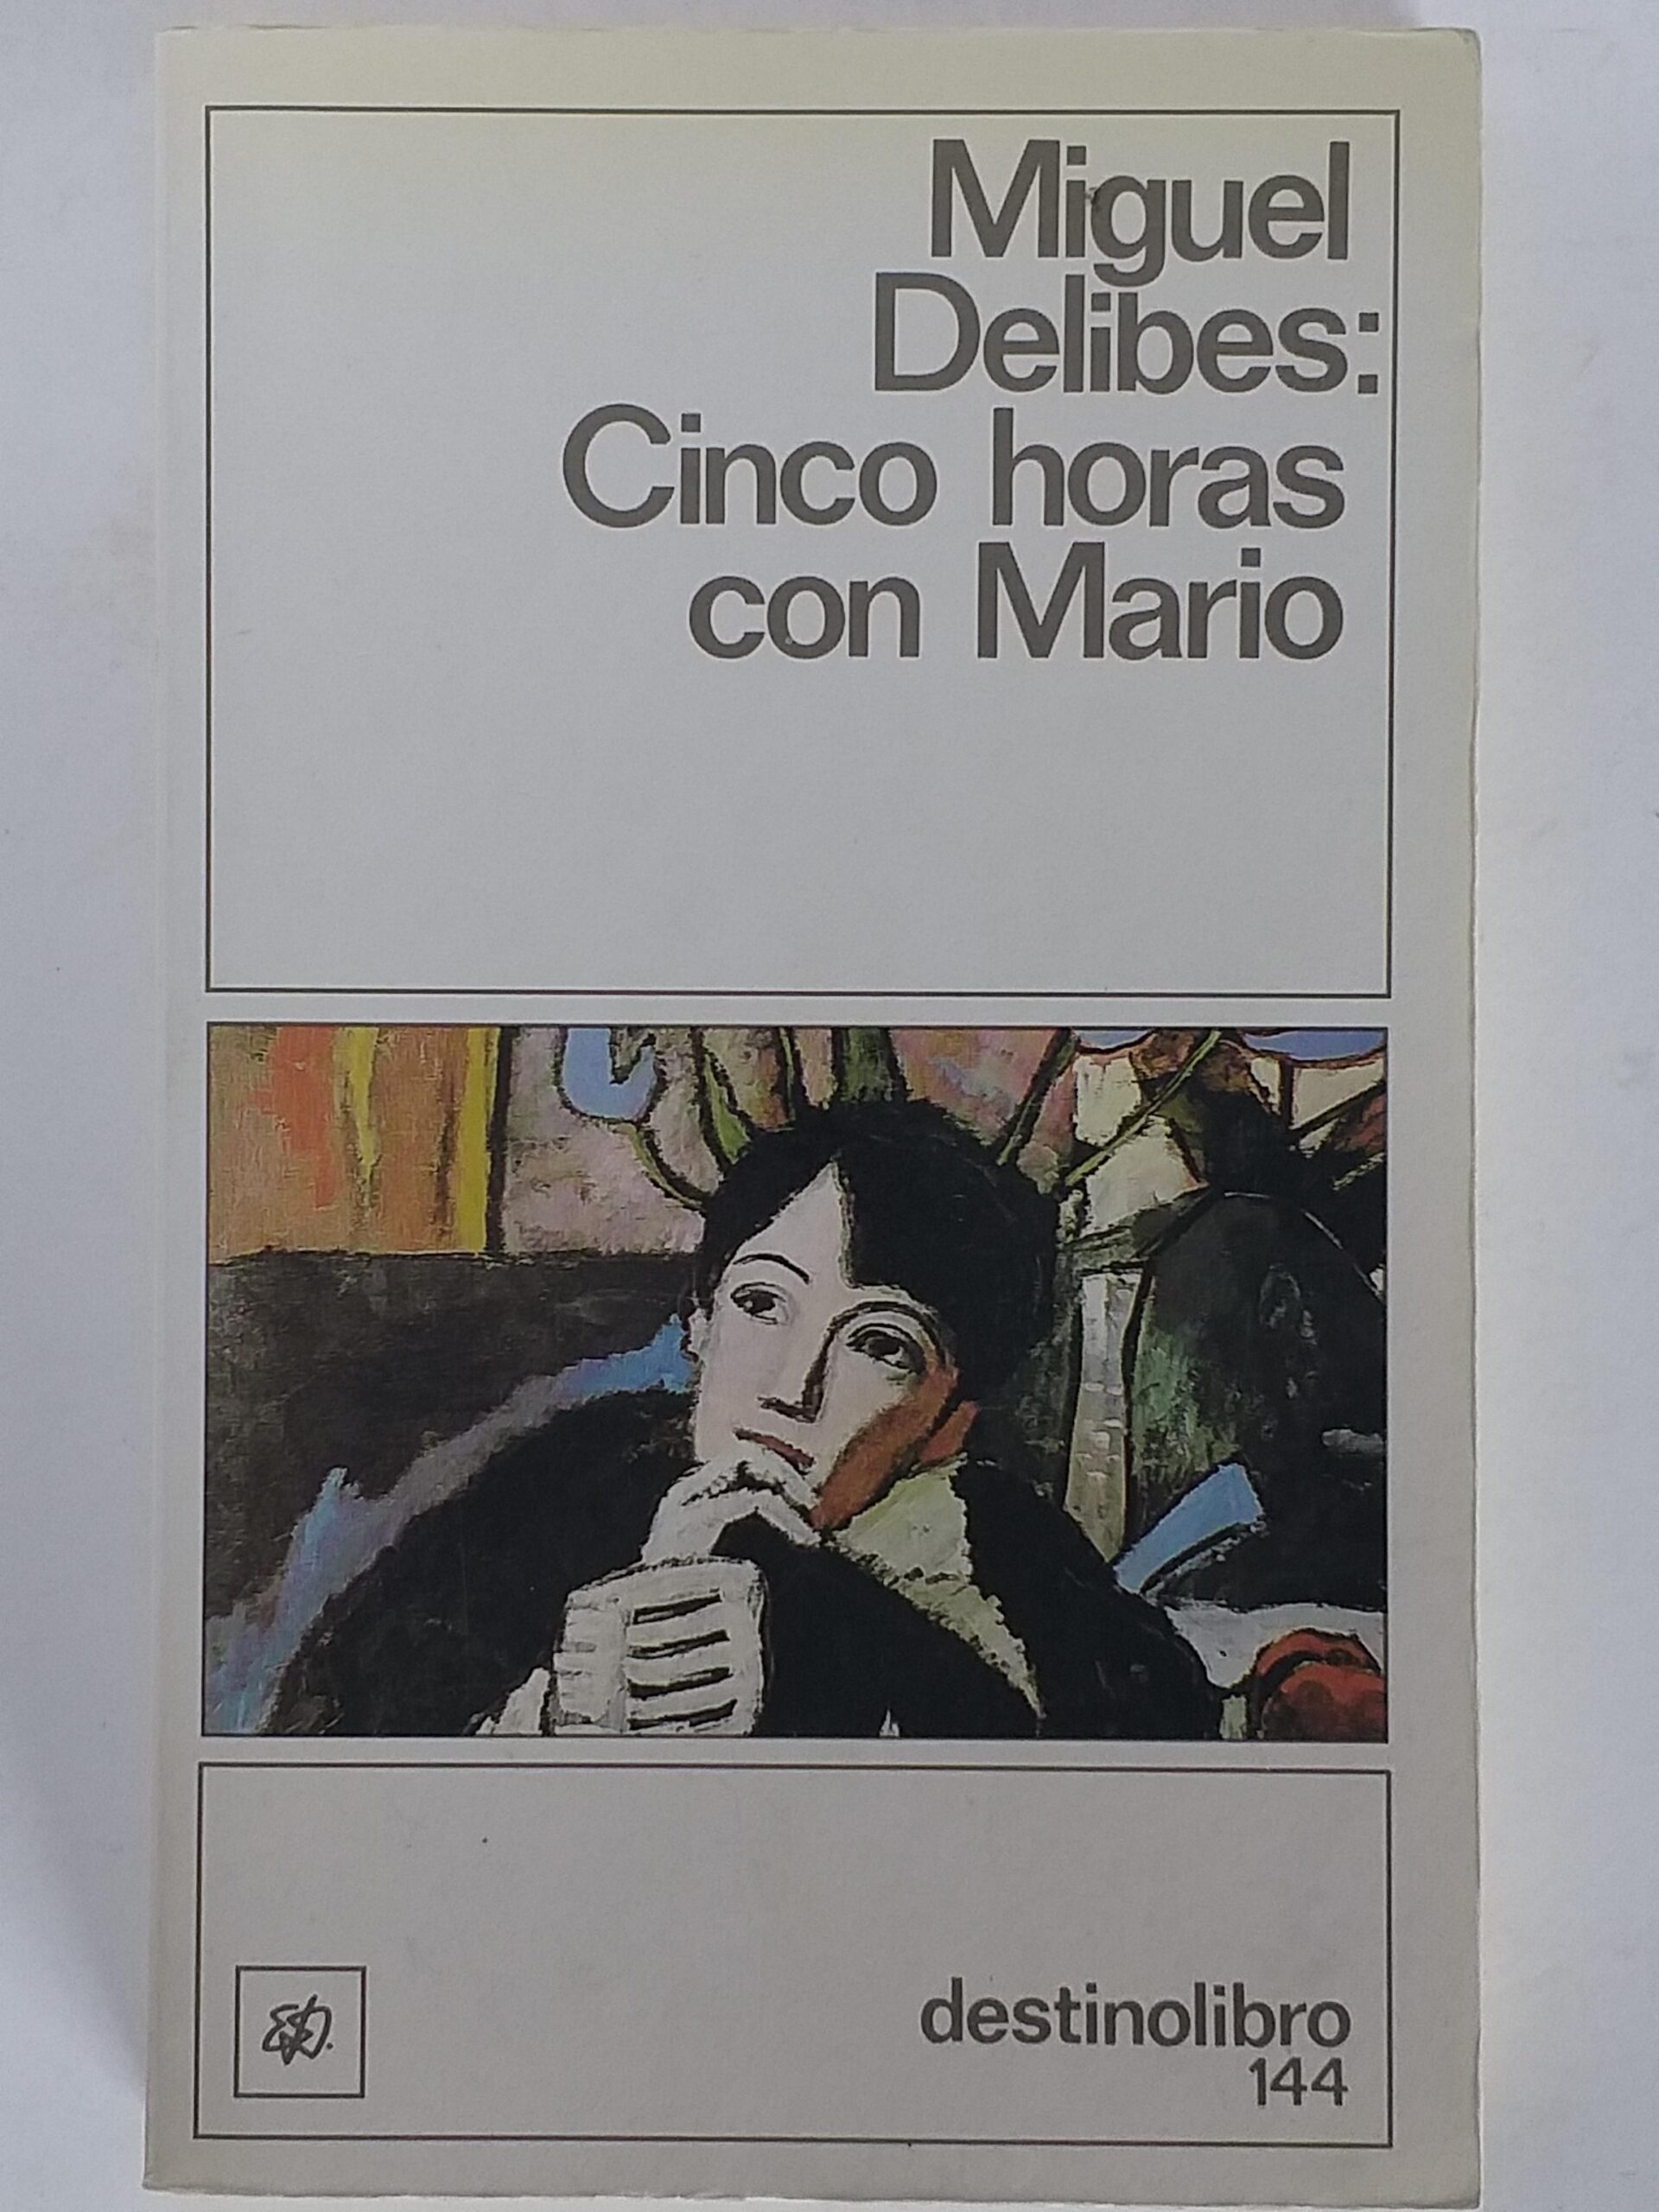 Miguel
Delibes:
Cinco horas
con Mario
destinolibro
144